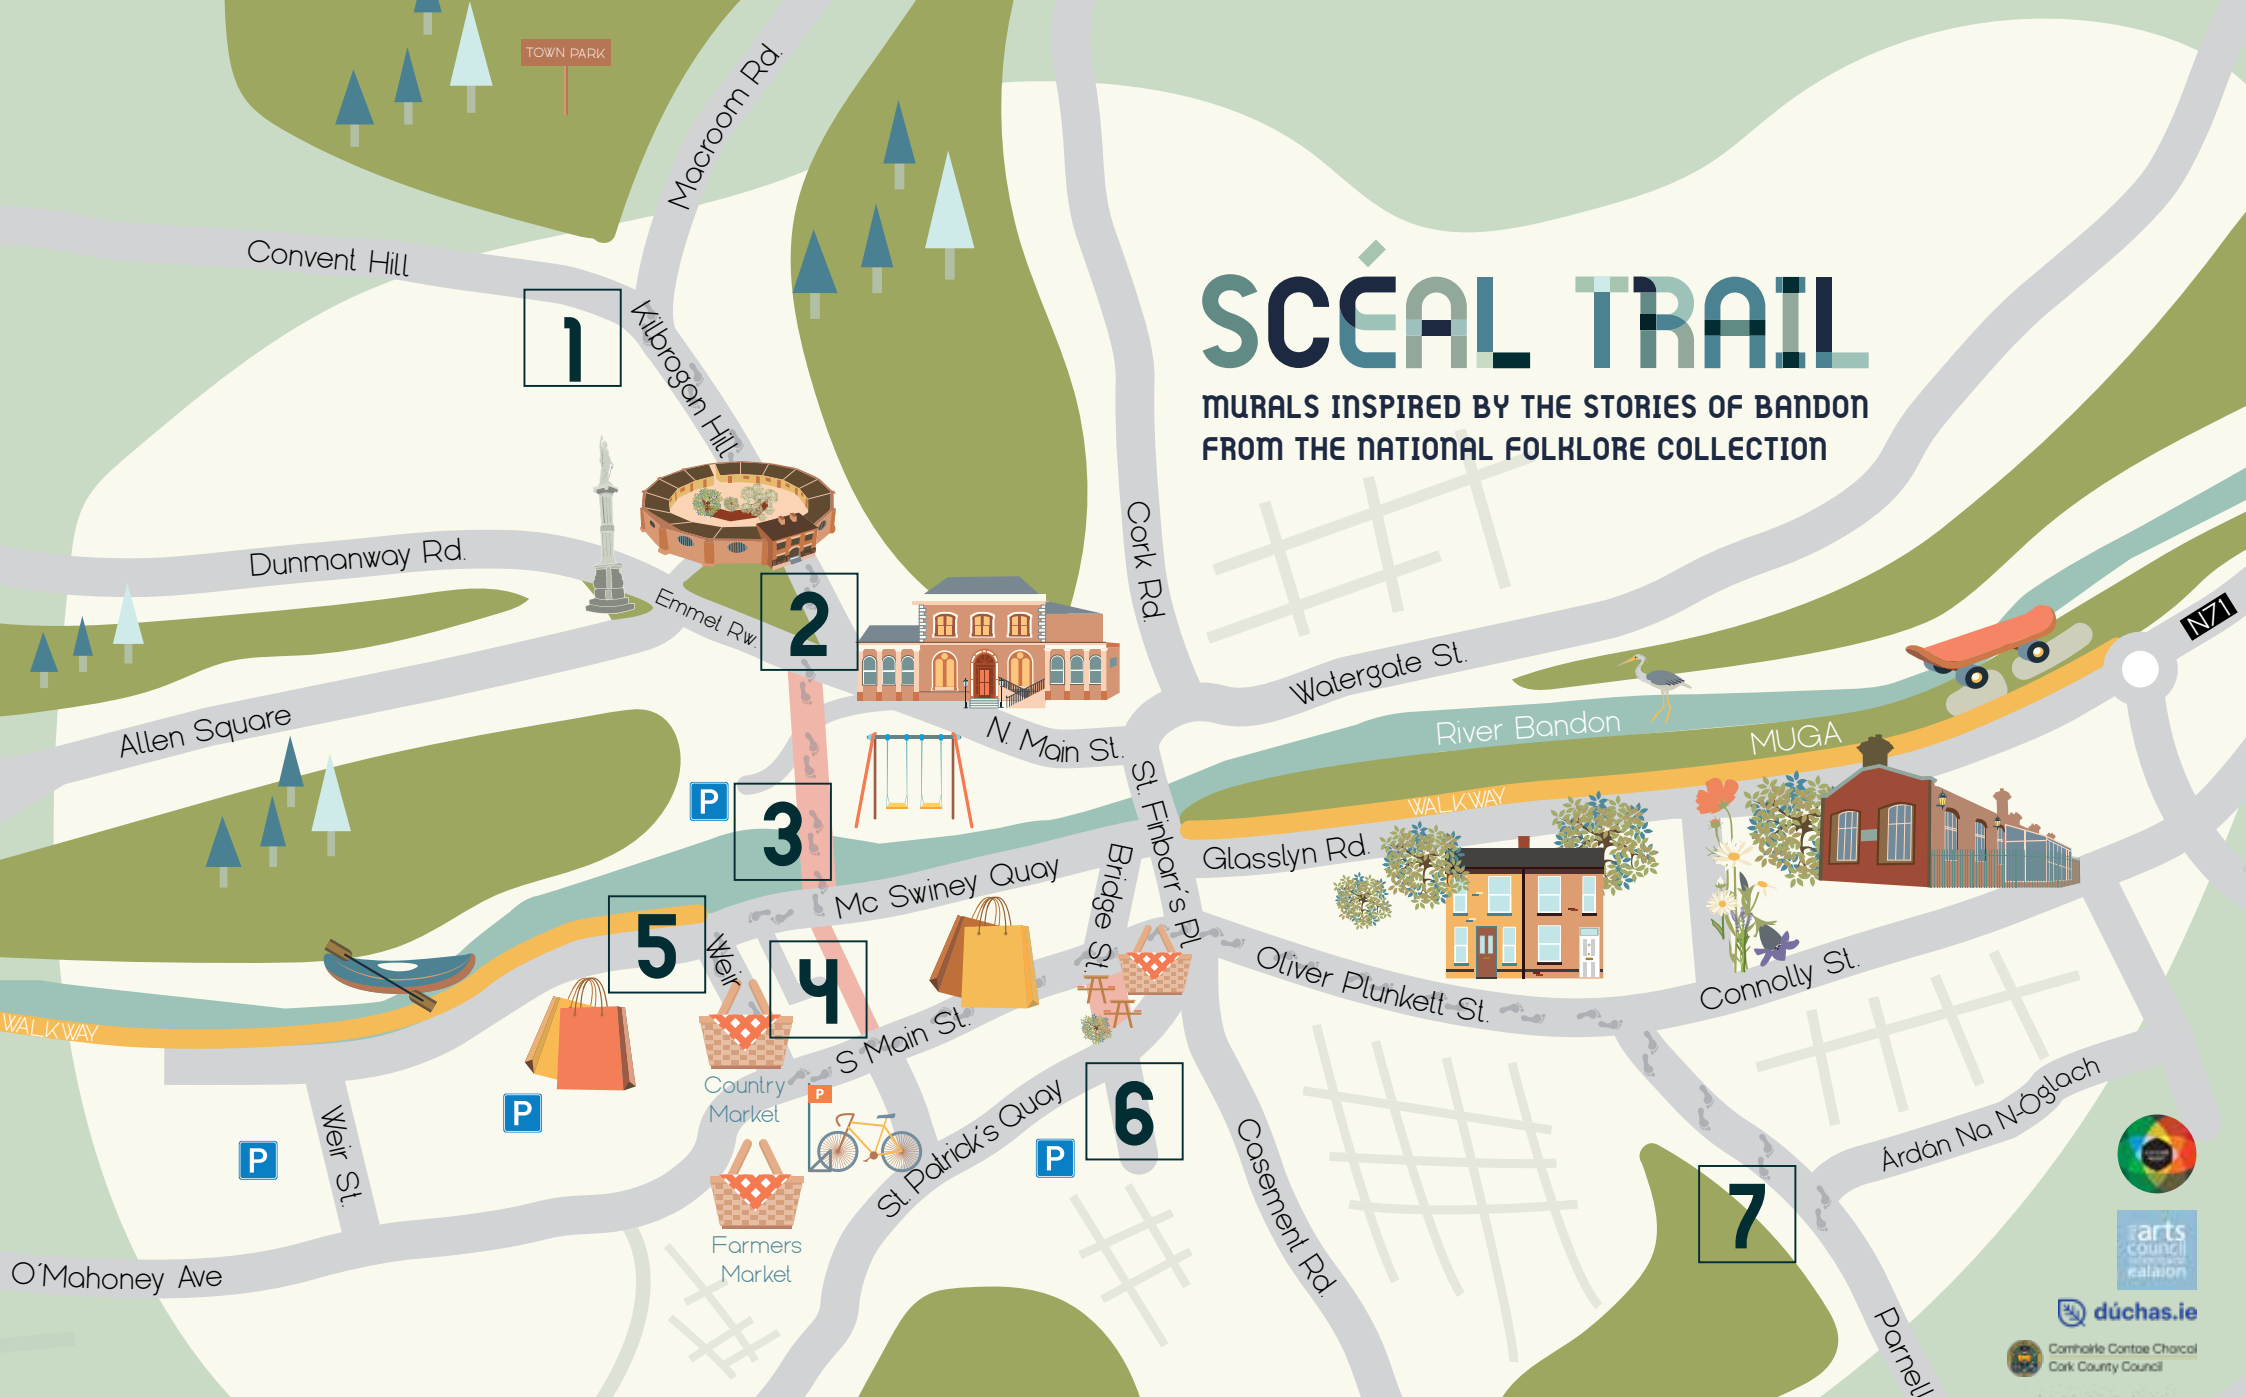 TOWN PARK
Macroom Rd.
Convent Hill
1
Kilbrogan Hill
SCÉAL TRAIL
MURALS INSPIRED BY THE STORIES OF BANDON
FROM THE NATIONAL FOLKLORE COLLECTION
Cork Rd.
Dunmanway Rd.
Emmet Rw.
2
N71
Watergate St.
Allen Square
N. Main St.
River Bandon
MUGA
P
3
St. Finbarr's Pl
WALKWAY
Glasslyn Rd.
Mc Swiney Quay
Bridge St.
5
Weir
4
Oliver Plunkett St.
Connolly St.
WALKWAY
S Main St.
Country
Market
P
P
P
P
Weir St.
St. Patrick's Quay
6
Casement Rd.
Árdán Na N-Óglach
7
Farmers
Market
O'Mahoney Ave
Parnell
arts
council
ealaíon
dúchas.ie
Comhairle Contae Chorcaí
Cork County Council